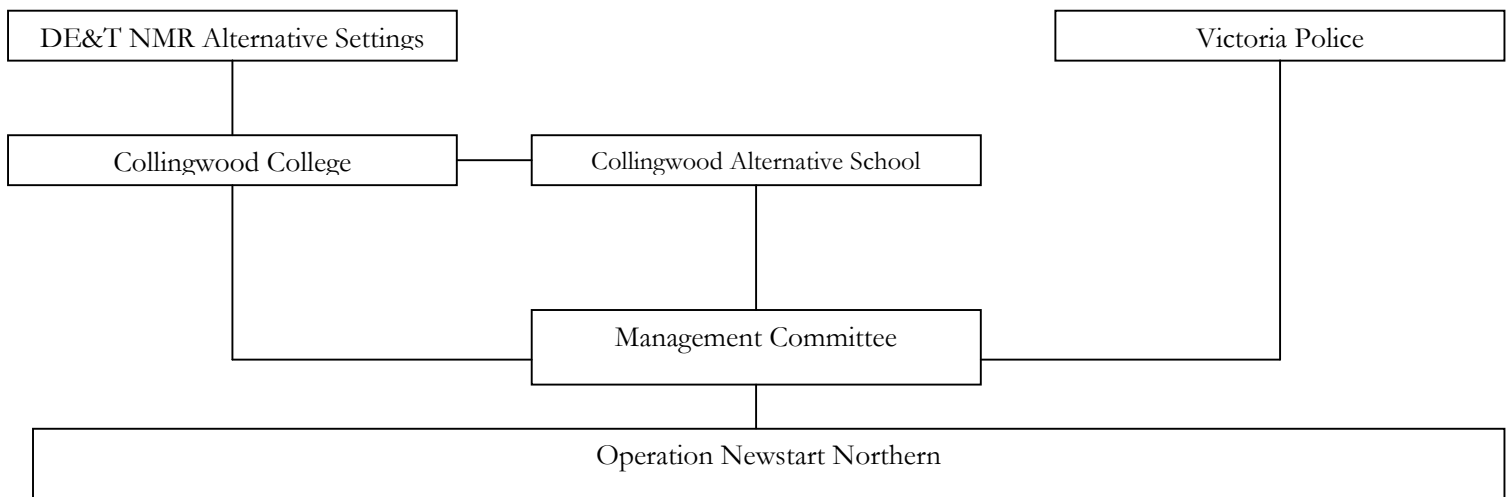 DE&T NMR Alternative Settings
Victoria Police
Collingwood College
Collingwood Alternative School
Management Committee
Operation Newstart Northern